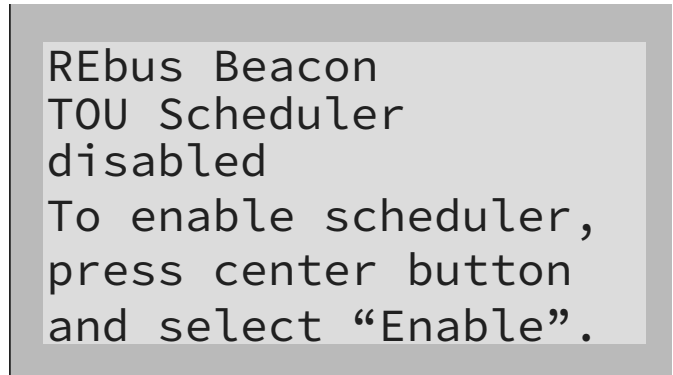 REbus Beacon
TOU Scheduler
disabled
To enable scheduler,
press center button
and select “Enable”.